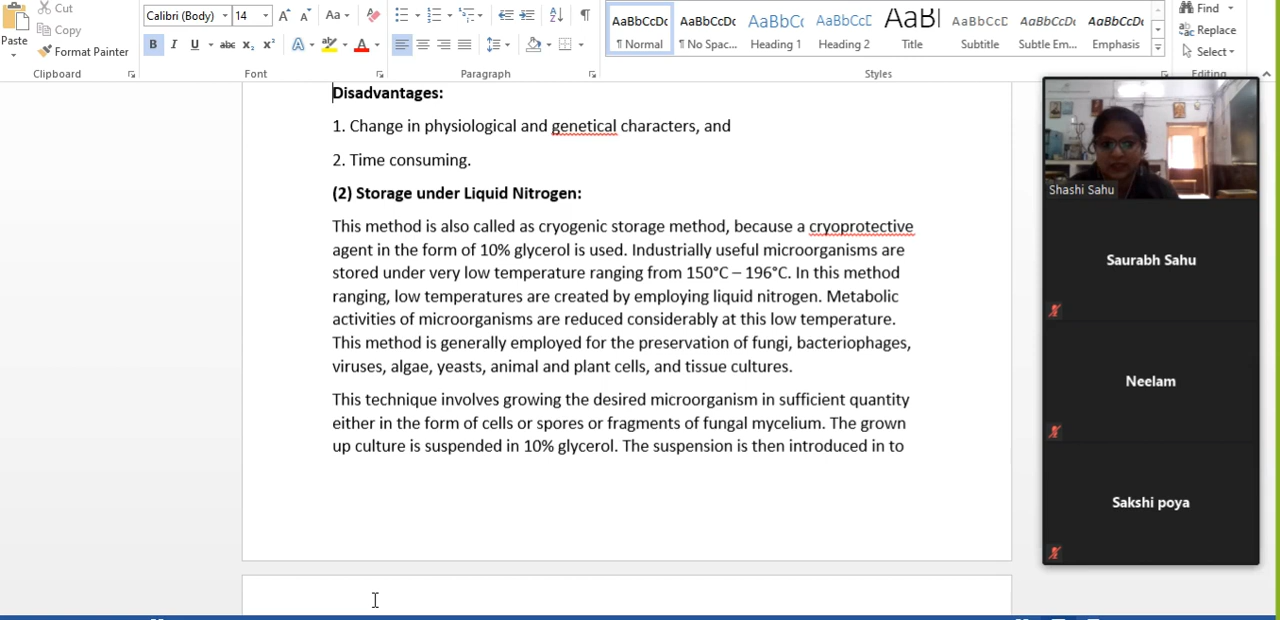 Cut
Copy
Paste
Format Painter
Clipboard
Calibri (Body)
14
Aa
B I U abc x₂ x²
A A
Font
Paragraph
AaBbCcDc AaBbCcDc AaBbC( AaBbCcE AaB( AaBbCcE AaBbCcDt AaBbCcDt
¶ Normal ¶ No Spac... Heading 1 Heading 2 Title Subtitle Subtle Em... Emphasis
Styles
Find
Replace
Select
Editing
Disadvantages:
1. Change in physiological and genetical characters, and
2. Time consuming.
(2) Storage under Liquid Nitrogen:
This method is also called as cryogenic storage method, because a cryoprotective
agent in the form of 10% glycerol is used. Industrially useful microorganisms are
stored under very low temperature ranging from 150°C – 196°C. In this method
ranging, low temperatures are created by employing liquid nitrogen. Metabolic
activities of microorganisms are reduced considerably at this low temperature.
This method is generally employed for the preservation of fungi, bacteriophages,
viruses, algae, yeasts, animal and plant cells, and tissue cultures.
This technique involves growing the desired microorganism in sufficient quantity
either in the form of cells or spores or fragments of fungal mycelium. The grown
up culture is suspended in 10% glycerol. The suspension is then introduced in to
Shashi Sahu
Saurabh Sahu
Neelam
Sakshi poya